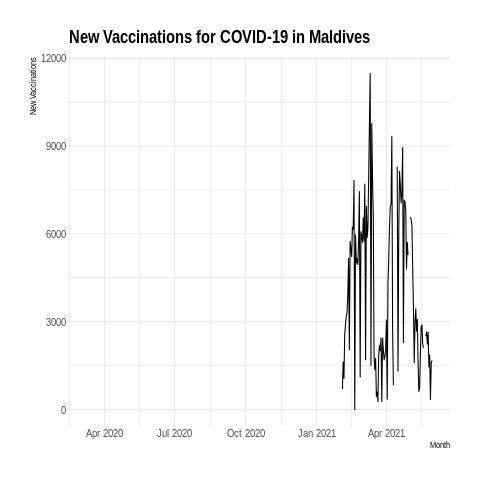 New Vaccinations for COVID-19 in Maldives
New Vaccinations
12000
9000
6000
3000
0
Apr 2020 Jul 2020 Oct 2020 Jan 2021 Apr 2021
Month